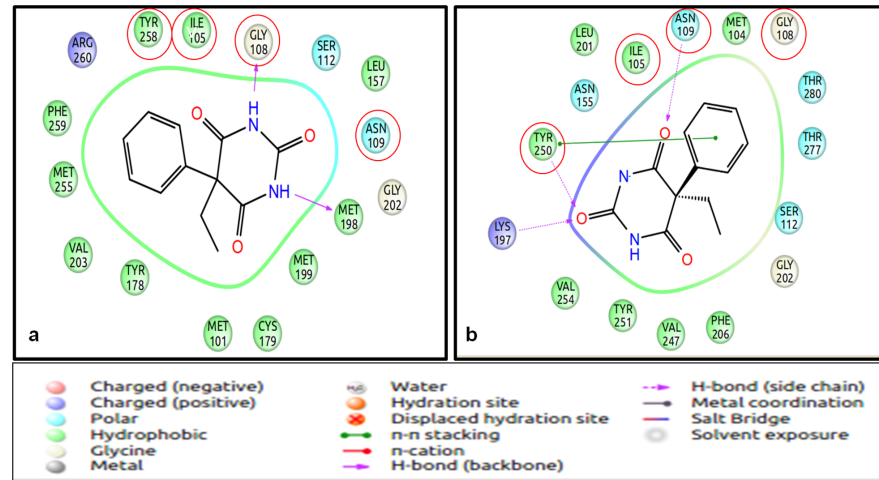 TYR
258
ILE
105
GLY
108
SER
112
ARG
260
LEU
157
PHE
259
ASN
109
MET
255
GLY
202
MET
198
VAL
203
TYR
178
MET
199
MET
101
CYS
179
O
H
N
O
NH
O
a
ASN
109
MET
104
GLY
108
LEU
201
ILE
105
THR
280
ASN
155
TYR
250
THR
277
LYS
197
SER
112
GLY
202
VAL
254
TYR
251
VAL
247
PHE
206
O
N
O
N
H
O
b
Charged (negative)
Charged (positive)
Polar
Hydrophobic
Glycine
Metal
H₂O
Water
Hydration site
Displaced hydration site
π-π stacking
π-cation
H-bond (backbone)
H-bond (side chain)
Metal coordination
Salt Bridge
Solvent exposure